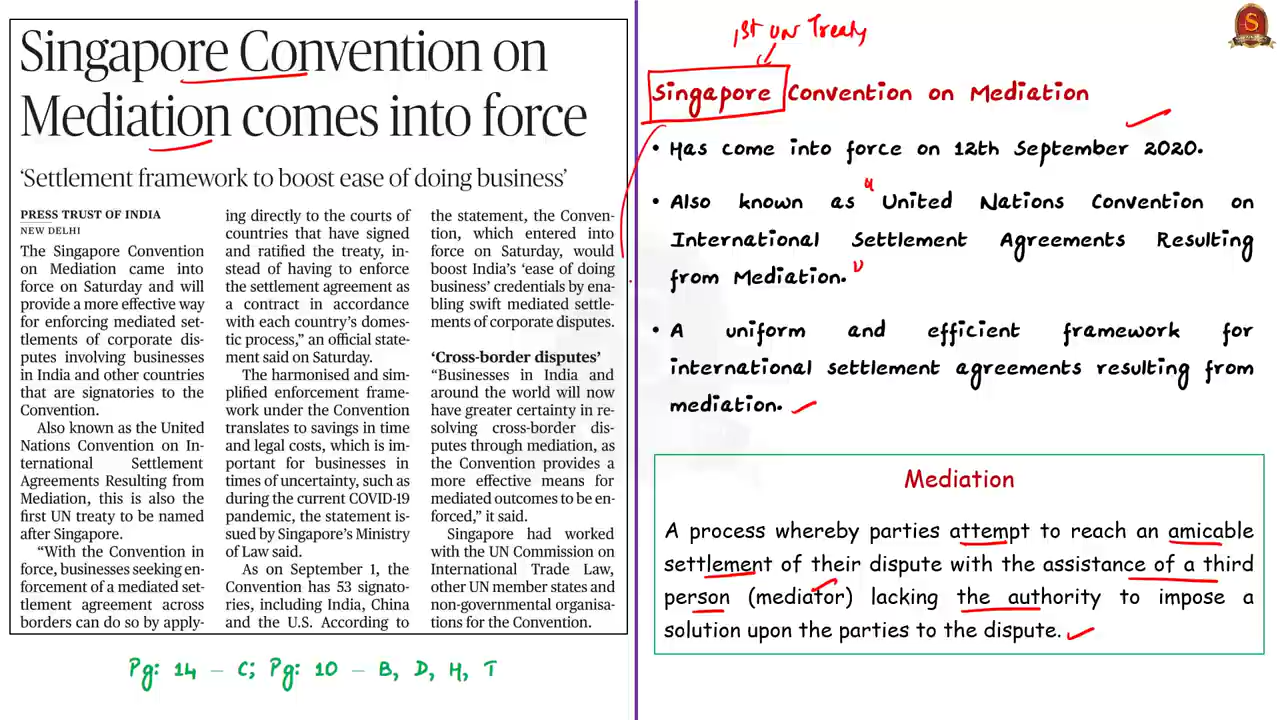 Singapore Convention on
Mediation comes into force
‘Settlement framework to boost ease of doing business’
PRESS TRUST OF INDIA
NEW DELHI
The Singapore Convention
on Mediation came into
force on Saturday and will
provide a more effective way
for enforcing mediated set-
tlements of corporate dis-
putes involving businesses
in India and other countries
that are signatories to the
Convention.
Also known as the United
Nations Convention on In-
ternational Settlement
Agreements Resulting from
Mediation, this is also the
first UN treaty to be named
after Singapore.
“With the Convention in
force, businesses seeking en-
forcement of a mediated set-
tlement agreement across
borders can do so by apply-
ing directly to the courts of
countries that have signed
and ratified the treaty, in-
stead of having to enforce
the settlement agreement as
a contract in accordance
with each country’s domes-
tic process,” an official state-
ment said on Saturday.
The harmonised and sim-
plified enforcement frame-
work under the Convention
translates to savings in time
and legal costs, which is im-
portant for businesses in
times of uncertainty, such as
during the current COVID-19
pandemic, the statement is-
sued by Singapore’s Ministry
of Law said.
As on September 1, the
Convention has 53 signato-
ries, including India, China
and the U.S. According to
the statement, the Conven-
tion, which entered into
force on Saturday, would
boost India’s ‘ease of doing
business’ credentials by ena-
bling swift mediated settle-
ments of corporate disputes.
‘Cross-border disputes’
“Businesses in India and
around the world will now
have greater certainty in re-
solving cross-border dis-
putes through mediation, as
the Convention provides a
more effective means for
mediated outcomes to be en-
forced,” it said.
Singapore had worked
with the UN Commission on
International Trade Law,
other UN member states and
non-governmental organisa-
tions for the Convention.
Pg: 14 – C; Pg: 10 – B, D, H, T
1st UN Treaty
Singapore Convention on Mediation
• Has come into force on 12th September 2020.
• Also known as "United Nations Convention on
International Settlement Agreements Resulting
from Mediation."
• A uniform and efficient framework for
international settlement agreements resulting from
mediation.
Mediation
A process whereby parties attempt to reach an amicable
settlement of their dispute with the assistance of a third
person (mediator) lacking the authority to impose a
solution upon the parties to the dispute.
S